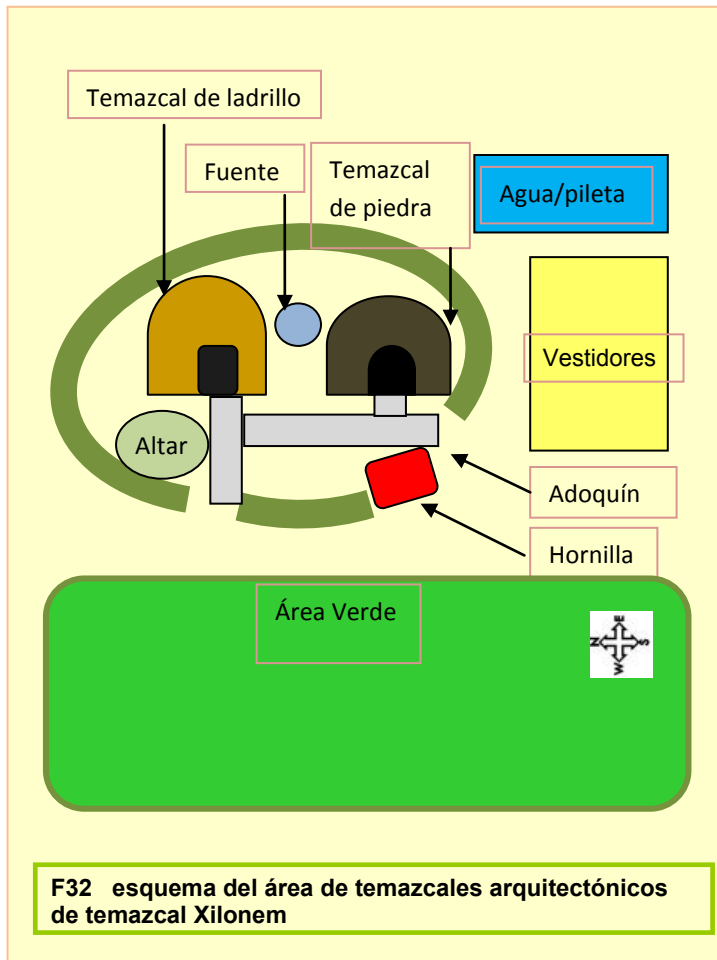 Temazcal de ladrillo
Fuente
Temazcal
de piedra
Agua/pileta
Vestidores
Altar
Adoquín
Hornilla
Área Verde
E
N
S
W
F32 esquema del área de temazcales arquitectónicos
de temazcal Xilonem